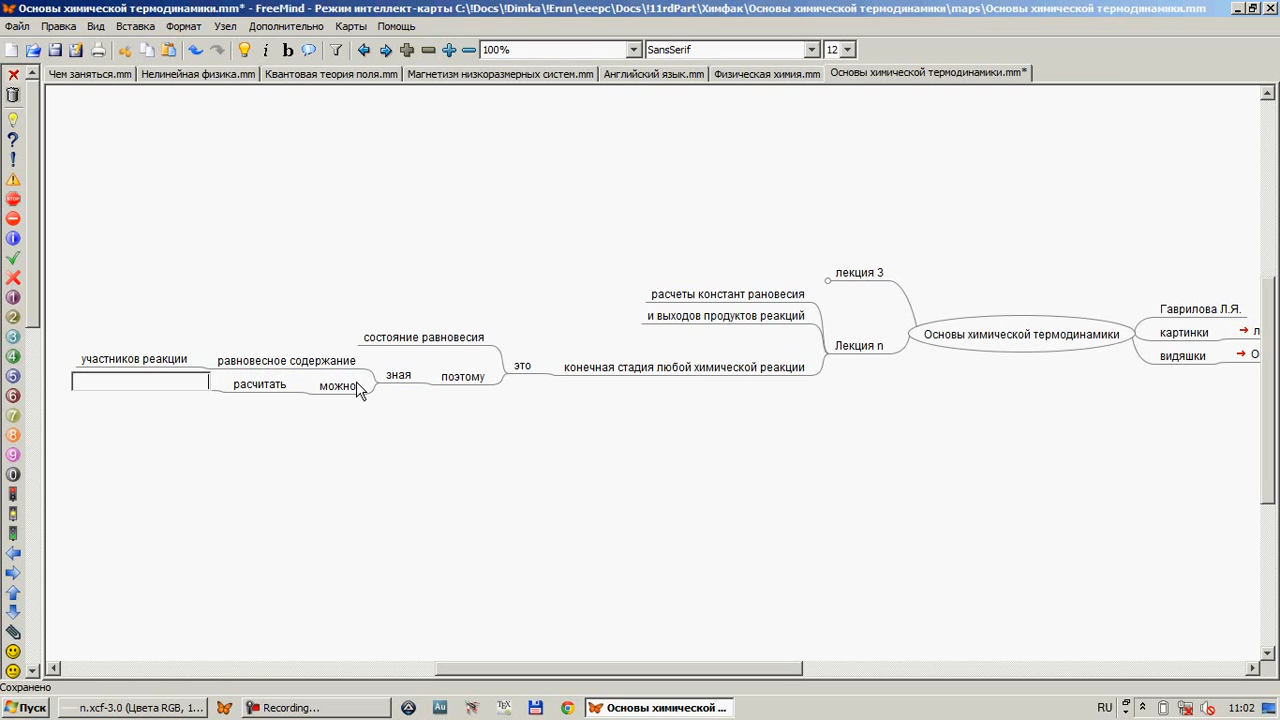 Основы химической термодинамики.mm* - FreeMind - Режим интеллект-карты C:\!Docs\!Dimka\!Erun\eeepc\Docs\!11rdPart\Химфак\Основы химической термодинамики\maps\Основы химической термодинамики.mm
Файл Правка Вид Вставка Формат Дополнительно Карты Помощь
100% SansSerif 12
Чем заняться.mm Нелинейная физика.mm Квантовая теория поля.mm Магнетизм низкоразмерных систем.mm Английский язык.mm Физическая химия.mm Основы химической термодинамики.mm*
лекция 3
расчеты констант рановесия
и выходов продуктов реакций
Гаврилова Л.Я.
Основы химической термодинамики
картинки
состояние равновесия
Лекция n
видяшки
участников реакции
равновесное содержание
это
конечная стадия любой химической реакции
зная
поэтому
расчитать
можно
Сохранено
Пуск n.xcf-3.0 (Цвета RGB, 1... Recording... Основы химической ... RU 11:02